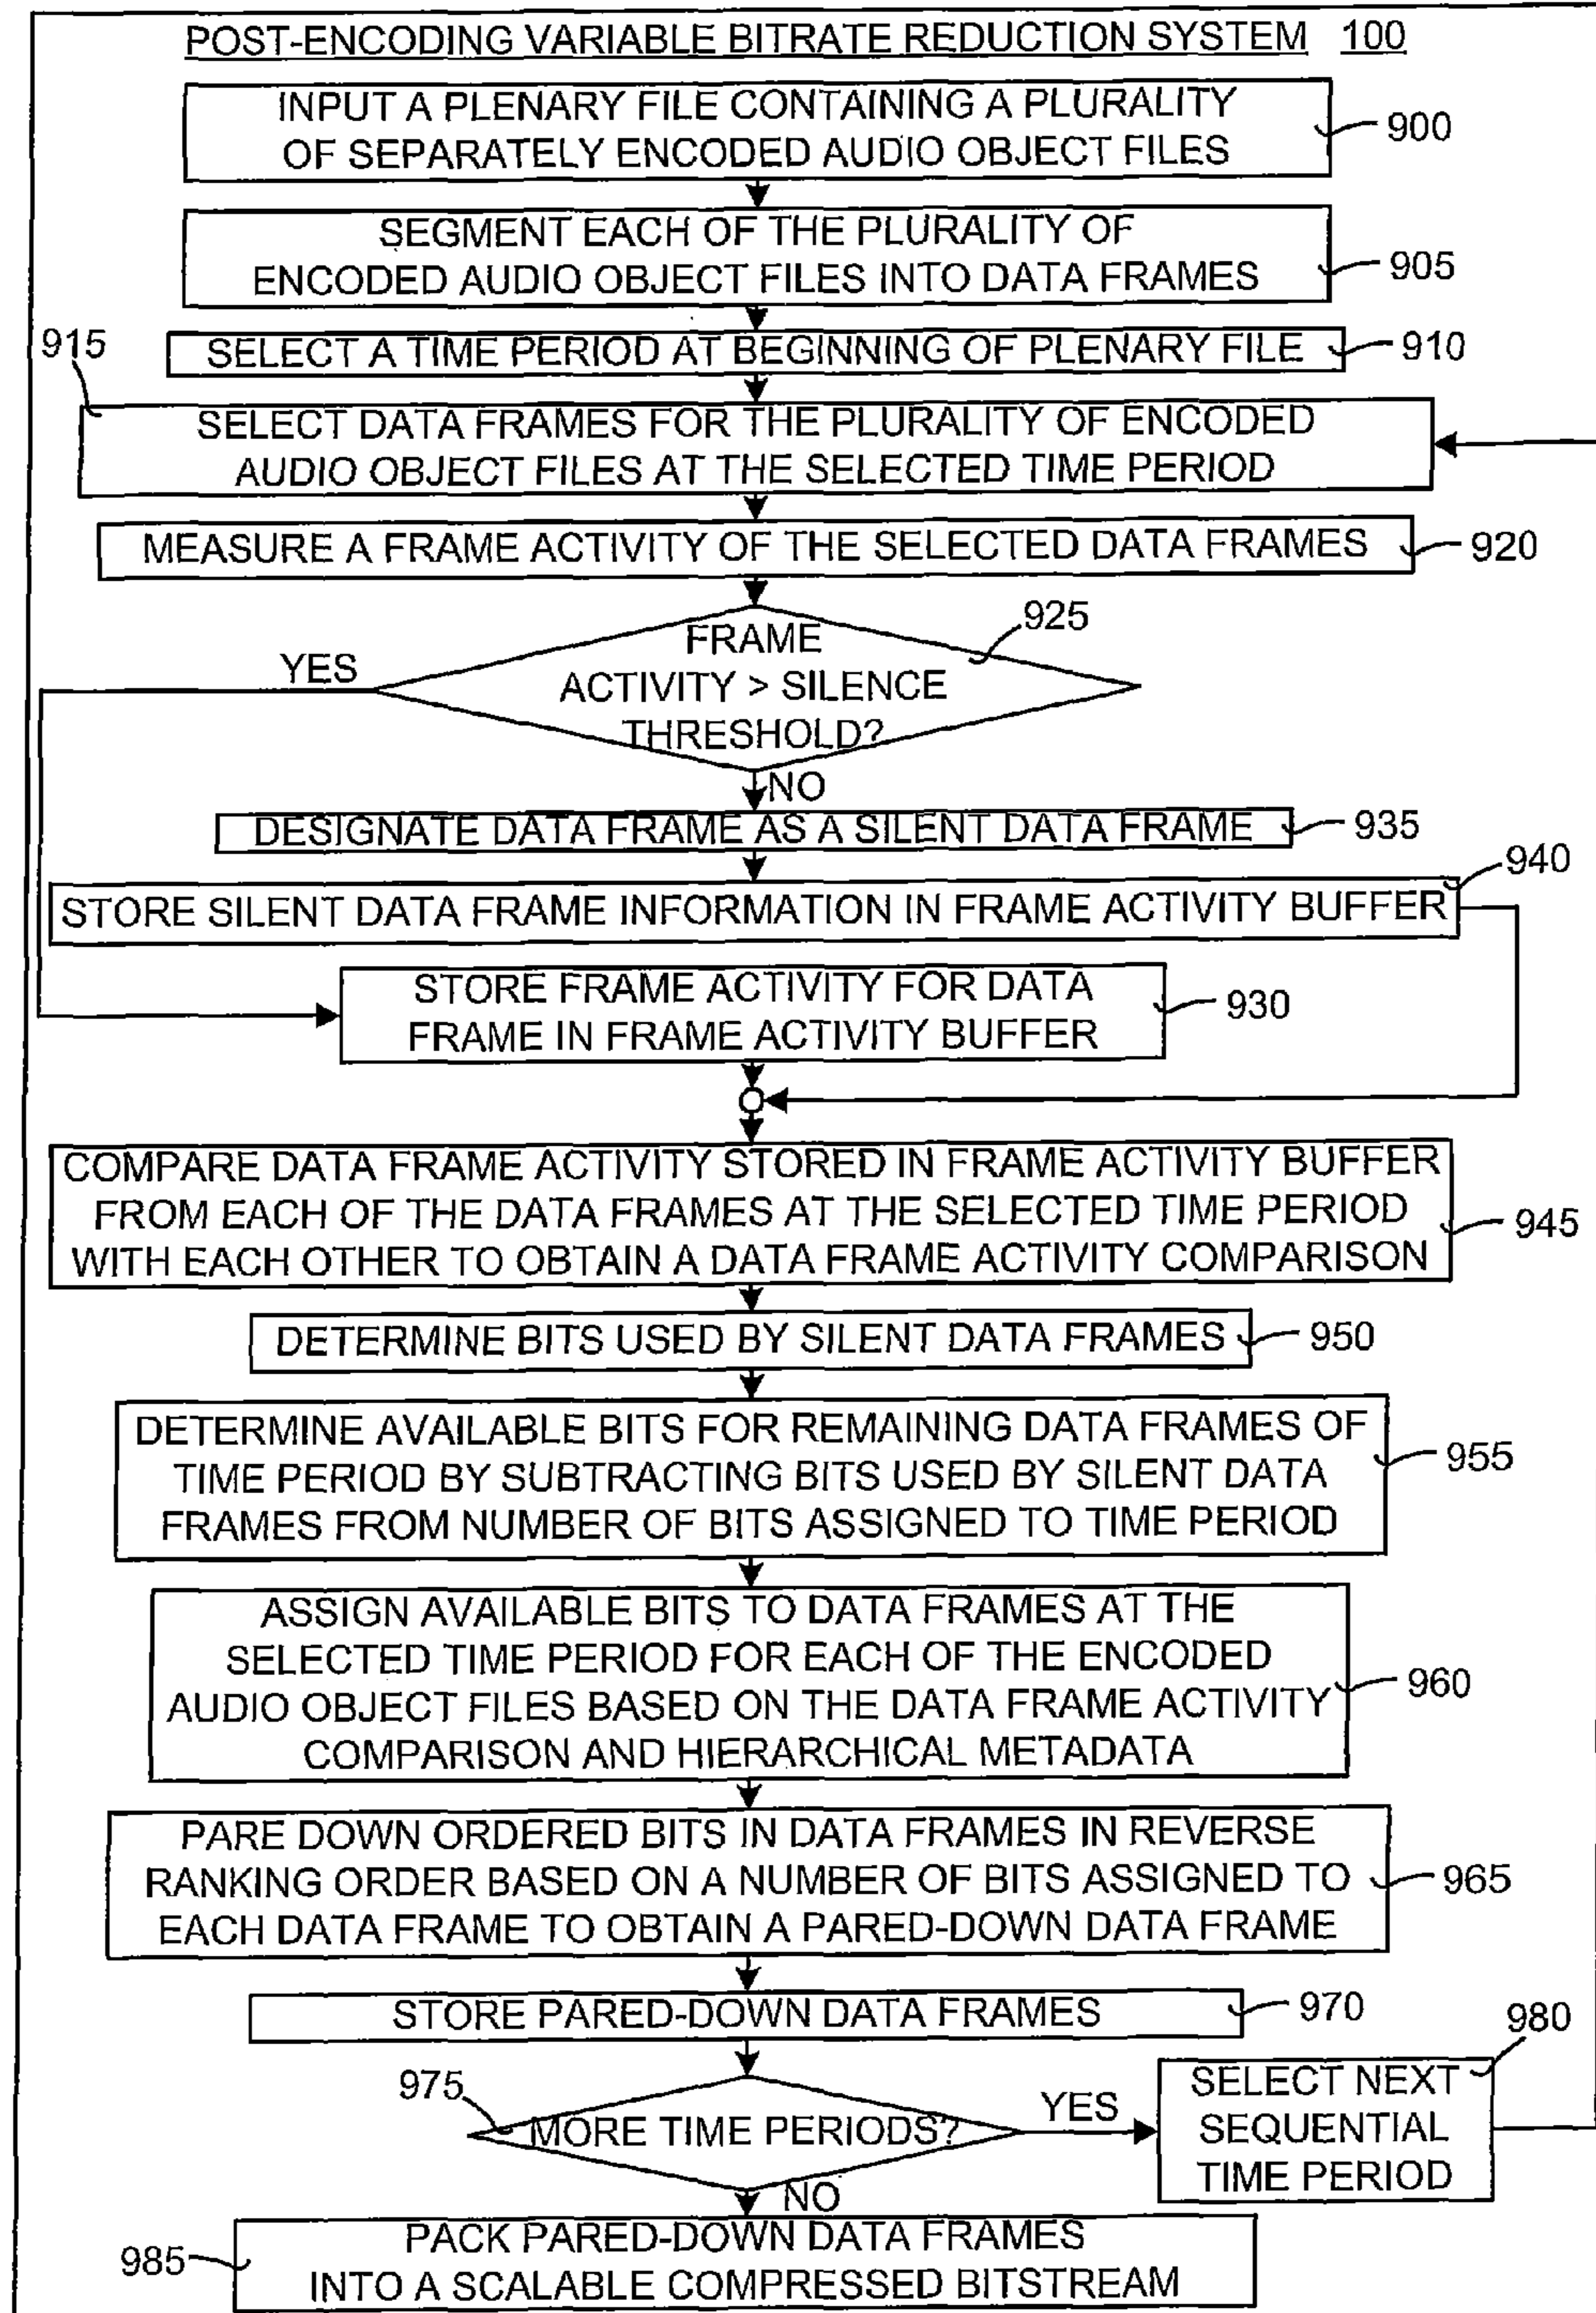 POST-ENCODING VARIABLE BITRATE REDUCTION SYSTEM 100
INPUT A PLENARY FILE CONTAINING A PLURALITY
OF SEPARATELY ENCODED AUDIO OBJECT FILES
900
SEGMENT EACH OF THE PLURALITY OF
ENCODED AUDIO OBJECT FILES INTO DATA FRAMES
905
SELECT A TIME PERIOD AT BEGINNING OF PLENARY FILE
910
915
SELECT DATA FRAMES FOR THE PLURALITY OF ENCODED
AUDIO OBJECT FILES AT THE SELECTED TIME PERIOD
MEASURE A FRAME ACTIVITY OF THE SELECTED DATA FRAMES
920
925
FRAME
ACTIVITY > SILENCE
THRESHOLD?
YES
NO
DESIGNATE DATA FRAME AS A SILENT DATA FRAME
935
940
STORE SILENT DATA FRAME INFORMATION IN FRAME ACTIVITY BUFFER
STORE FRAME ACTIVITY FOR DATA
FRAME IN FRAME ACTIVITY BUFFER
930
COMPARE DATA FRAME ACTIVITY STORED IN FRAME ACTIVITY BUFFER
FROM EACH OF THE DATA FRAMES AT THE SELECTED TIME PERIOD
WITH EACH OTHER TO OBTAIN A DATA FRAME ACTIVITY COMPARISON
945
DETERMINE BITS USED BY SILENT DATA FRAMES
950
DETERMINE AVAILABLE BITS FOR REMAINING DATA FRAMES OF
TIME PERIOD BY SUBTRACTING BITS USED BY SILENT DATA
FRAMES FROM NUMBER OF BITS ASSIGNED TO TIME PERIOD
955
ASSIGN AVAILABLE BITS TO DATA FRAMES AT THE
SELECTED TIME PERIOD FOR EACH OF THE ENCODED
AUDIO OBJECT FILES BASED ON THE DATA FRAME ACTIVITY
COMPARISON AND HIERARCHICAL METADATA
960
PARE DOWN ORDERED BITS IN DATA FRAMES IN REVERSE
RANKING ORDER BASED ON A NUMBER OF BITS ASSIGNED TO
EACH DATA FRAME TO OBTAIN A PARED-DOWN DATA FRAME
965
STORE PARED-DOWN DATA FRAMES
970
975
MORE TIME PERIODS?
YES
980
SELECT NEXT
SEQUENTIAL
TIME PERIOD
NO
PACK PARED-DOWN DATA FRAMES
INTO A SCALABLE COMPRESSED BITSTREAM
985